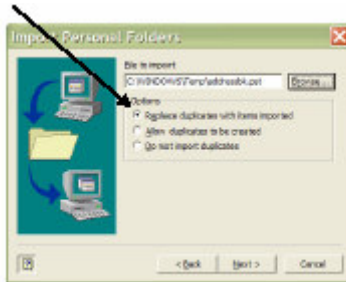 Import Personal Folders
File to import:
C:\WINDOWS\Temp\addressbk.pst
Browse...
Options
Replace duplicates with items imported
Allow duplicates to be created
Do not import duplicates
< Back
Next >
Cancel